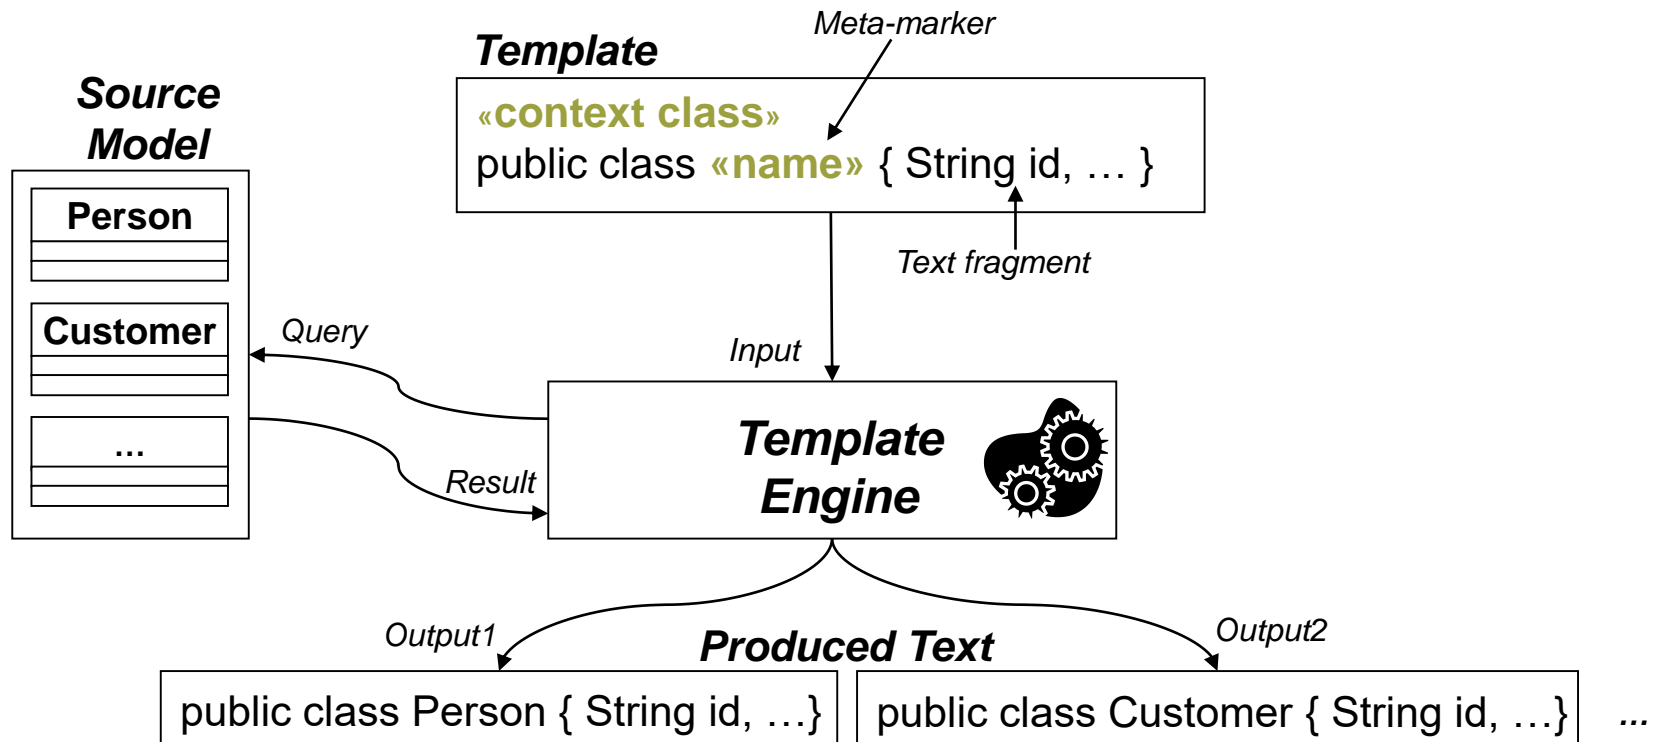 Meta-marker
Template
Source
Model
«context class»
public class «name» { String id, … }
Person
Text fragment
Customer
Query
Input
...
Template
Engine
Result
Output1
Produced Text
Output2
public class Person { String id, …}
public class Customer { String id, …}
...